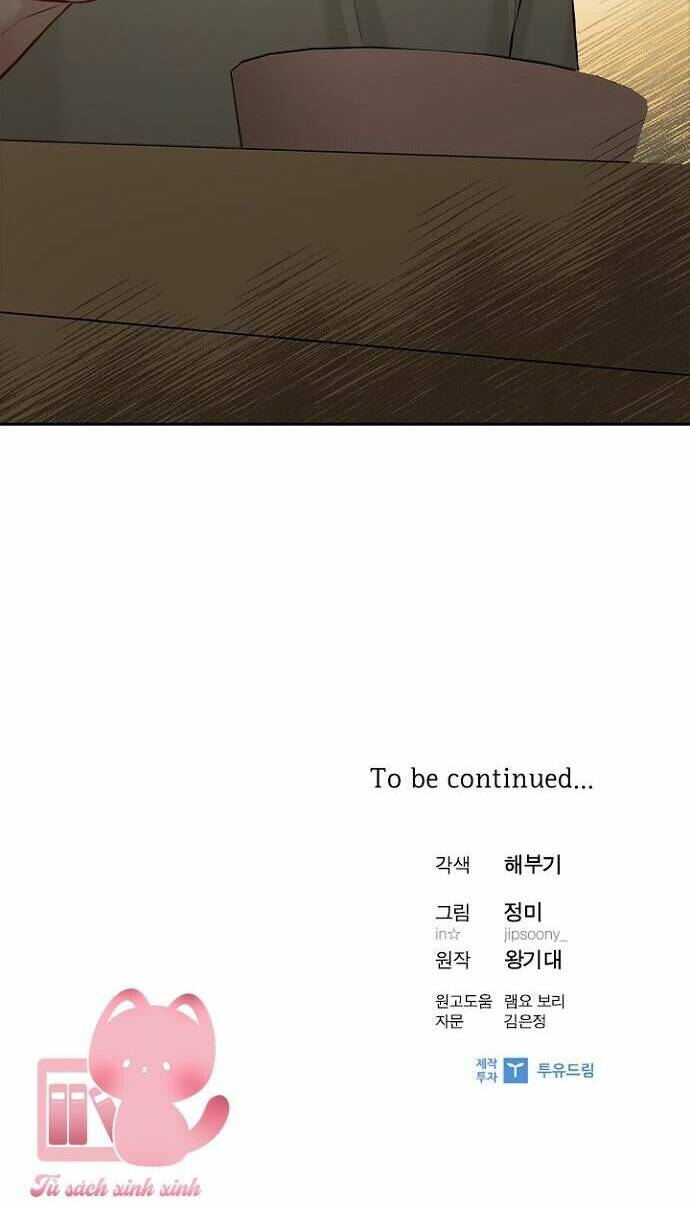 To be continued...
각색 해부기
그림 정미
in☆ jipsoony_
원작 왕기대
원고도움 램요 보리
자문 김은정
제작
투자 투유드림
Tủ sách xinh xinh